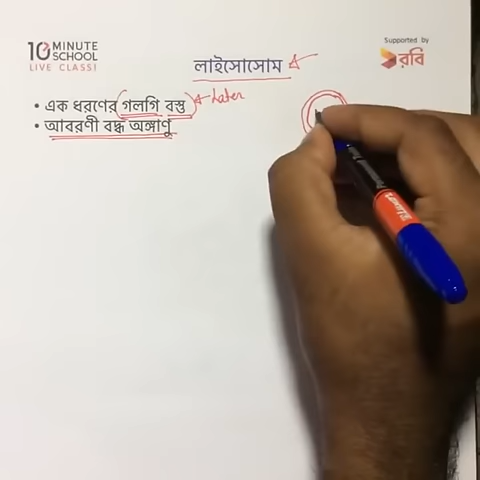 10 MINUTE SCHOOL
LIVE CLASS!
Supported by
রবি
লাইসোসোম
• এক ধরণের গলগি বস্তু Later
• আবরণী বদ্ধ অঙ্গাণু